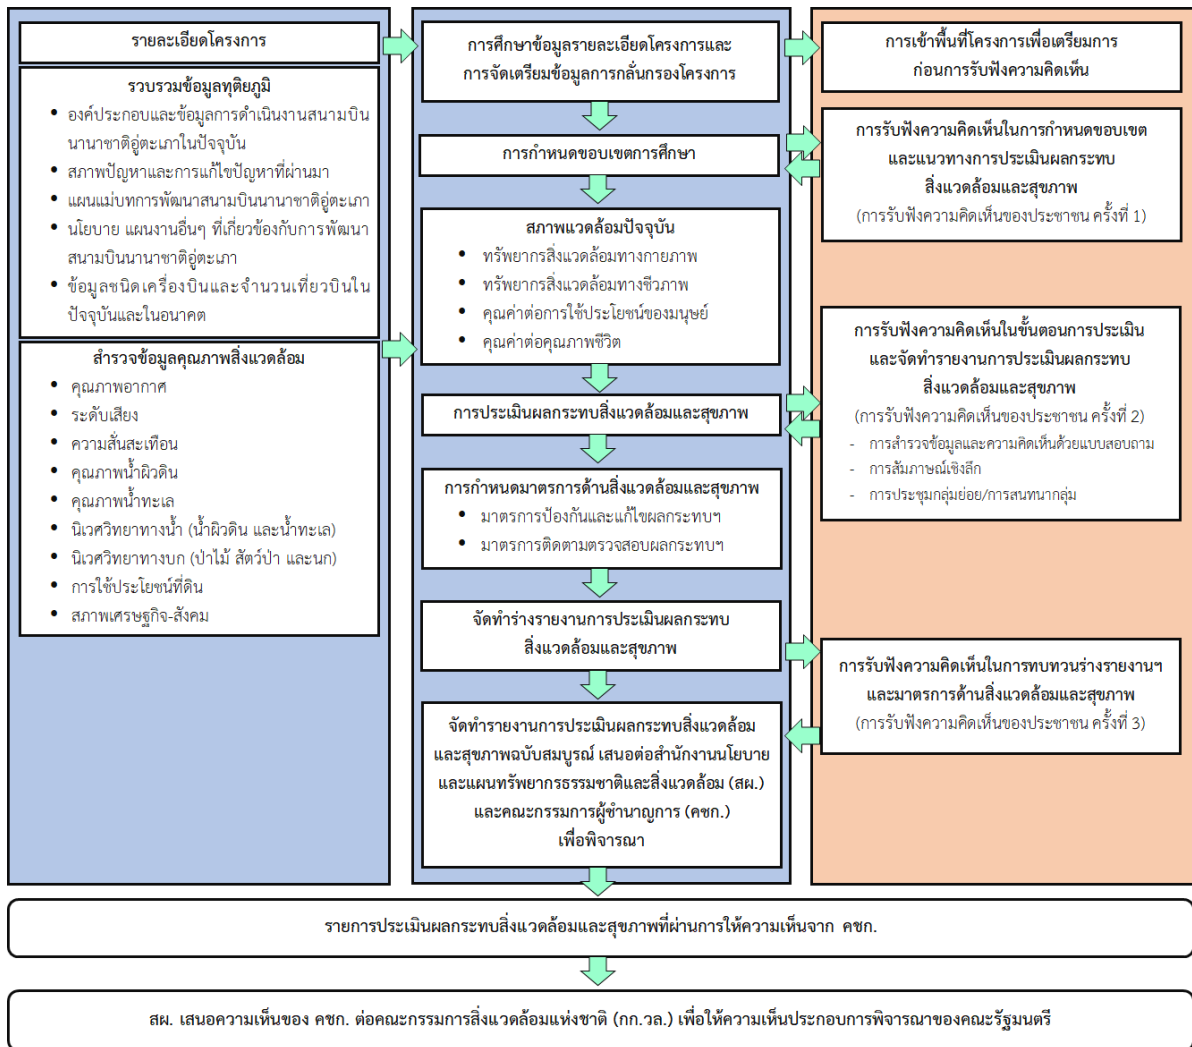 รายละเอียดโครงการ
รวบรวมข้อมูลทุติยภูมิ
• องค์ประกอบและข้อมูลการดำเนินงานสนามบิน
นานาชาติอู่ตะเภาในปัจจุบัน
• สภาพปัญหาและการแก้ไขปัญหาที่ผ่านมา
• แผนแม่บทการพัฒนาสนามบินนานาชาติอู่ตะเภา
• นโยบาย แผนงานอื่นๆ ที่เกี่ยวข้องกับการพัฒนา
สนามบินนานาชาติอู่ตะเภา
• ข้อมูลชนิดเครื่องบินและจำนวนเที่ยวบินใน
ปัจจุบันและในอนาคต
สำรวจข้อมูลคุณภาพสิ่งแวดล้อม
• คุณภาพอากาศ
• ระดับเสียง
• ความสั่นสะเทือน
• คุณภาพน้ำผิวดิน
• คุณภาพน้ำทะเล
• นิเวศวิทยาทางน้ำ (น้ำผิวดิน และน้ำทะเล)
• นิเวศวิทยาทางบก (ป่าไม้ สัตว์ป่า และนก)
• การใช้ประโยชน์ที่ดิน
• สภาพเศรษฐกิจ-สังคม
การศึกษาข้อมูลรายละเอียดโครงการและ
การจัดเตรียมข้อมูลการกลั่นกรองโครงการ
การกำหนดขอบเขตการศึกษา
สภาพแวดล้อมปัจจุบัน
• ทรัพยากรสิ่งแวดล้อมทางกายภาพ
• ทรัพยากรสิ่งแวดล้อมทางชีวภาพ
• คุณค่าต่อการใช้ประโยชน์ของมนุษย์
• คุณค่าต่อคุณภาพชีวิต
การประเมินผลกระทบสิ่งแวดล้อมและสุขภาพ
การกำหนดมาตรการด้านสิ่งแวดล้อมและสุขภาพ
• มาตรการป้องกันและแก้ไขผลกระทบฯ
• มาตรการติดตามตรวจสอบผลกระทบฯ
จัดทำร่างรายงานการประเมินผลกระทบ
สิ่งแวดล้อมและสุขภาพ
จัดทำรายงานการประเมินผลกระทบสิ่งแวดล้อม
และสุขภาพฉบับสมบูรณ์ เสนอต่อสำนักงานนโยบาย
และแผนทรัพยากรธรรมชาติและสิ่งแวดล้อม (สผ.)
และคณะกรรมการผู้ชำนาญการ (คชก.)
เพื่อพิจารณา
การเข้าพื้นที่โครงการเพื่อเตรียมการ
ก่อนการรับฟังความคิดเห็น
การรับฟังความคิดเห็นในการกำหนดขอบเขต
และแนวทางการประเมินผลกระทบ
สิ่งแวดล้อมและสุขภาพ
(การรับฟังความคิดเห็นของประชาชน ครั้งที่ 1)
การรับฟังความคิดเห็นในขั้นตอนการประเมิน
และจัดทำรายงานการประเมินผลกระทบ
สิ่งแวดล้อมและสุขภาพ
(การรับฟังความคิดเห็นของประชาชน ครั้งที่ 2)
- การสำรวจข้อมูลและความคิดเห็นด้วยแบบสอบถาม
- การสัมภาษณ์เชิงลึก
- การประชุมกลุ่มย่อย/การสนทนากลุ่ม
การรับฟังความคิดเห็นในการทบทวนร่างรายงานฯ
และมาตรการด้านสิ่งแวดล้อมและสุขภาพ
(การรับฟังความคิดเห็นของประชาชน ครั้งที่ 3)
รายการประเมินผลกระทบสิ่งแวดล้อมและสุขภาพที่ผ่านการให้ความเห็นจาก คชก.
สผ. เสนอความเห็นของ คชก. ต่อคณะกรรมการสิ่งแวดล้อมแห่งชาติ (กก.วล.) เพื่อให้ความเห็นประกอบการพิจารณาของคณะรัฐมนตรี